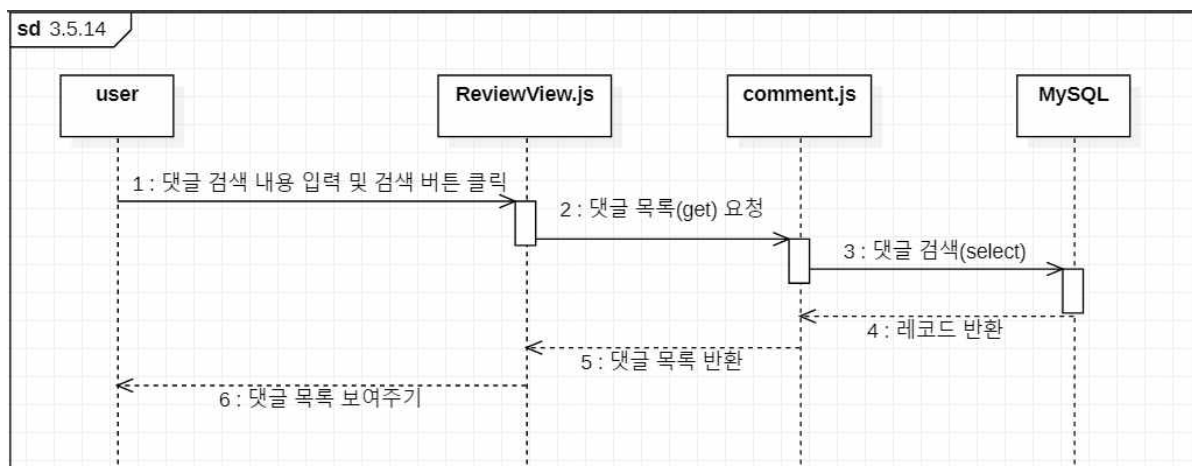 sd 3.5.14
user
ReviewView.js
comment.js
MySQL
1 : 댓글 검색 내용 입력 및 검색 버튼 클릭
2 : 댓글 목록(get) 요청
3 : 댓글 검색(select)
4 : 레코드 반환
5 : 댓글 목록 반환
6 : 댓글 목록 보여주기